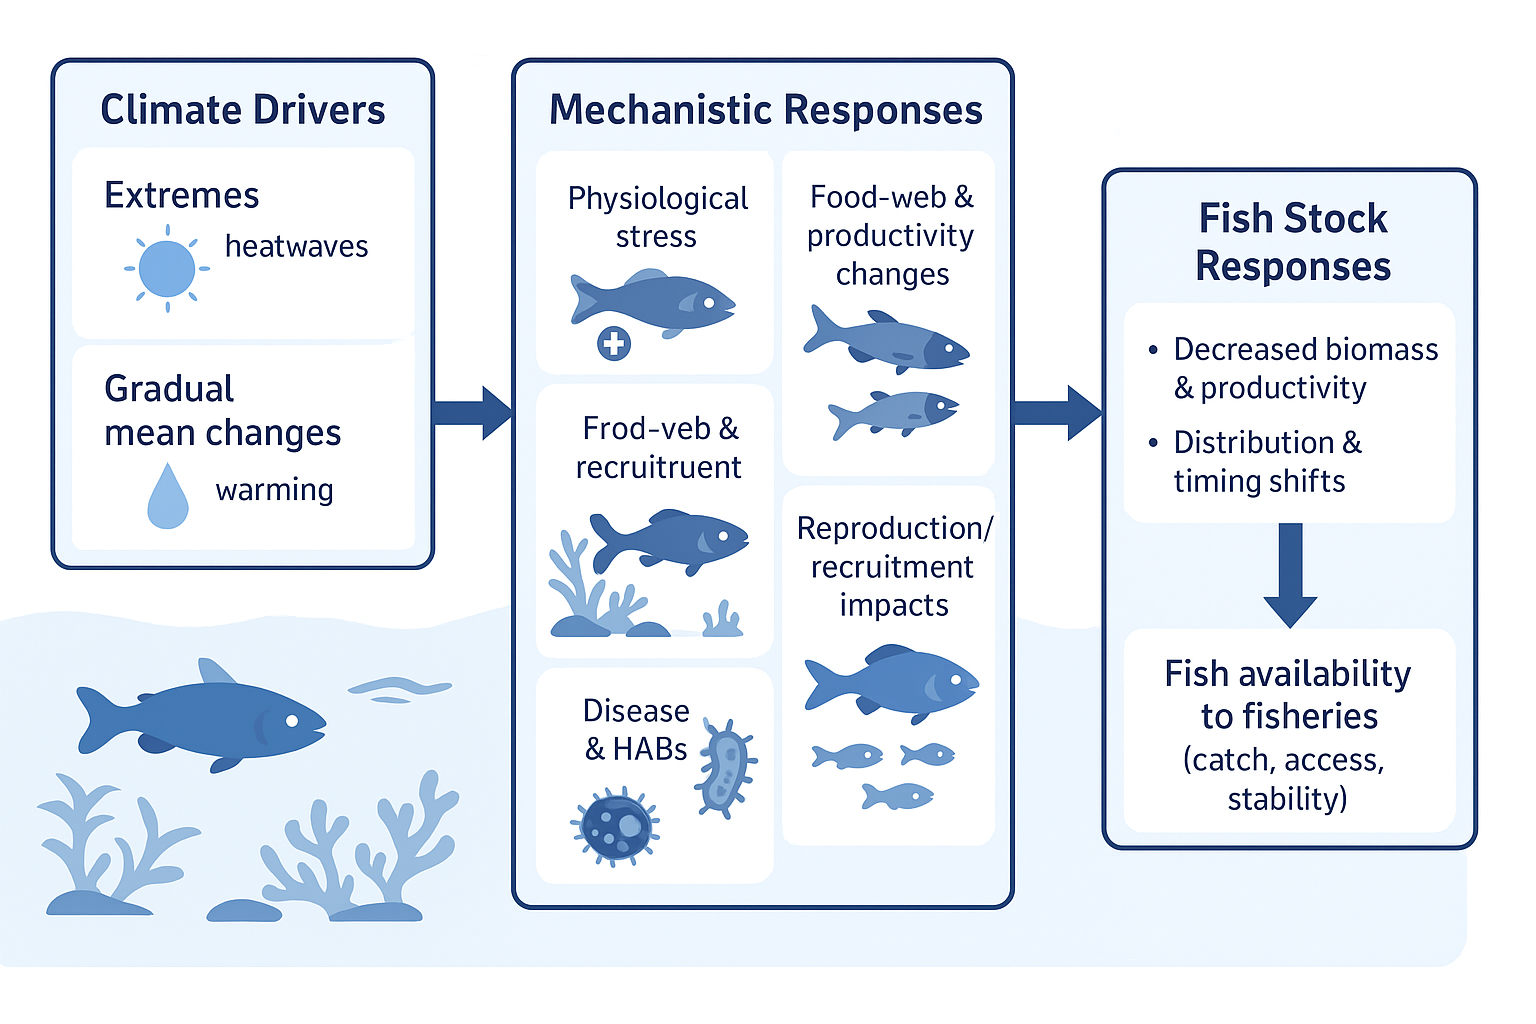 Climate Drivers
Extremes
heatwaves
Gradual
mean changes
warming
Mechanistic Responses
Physiological
stress
Frod-veb &
recruitruent
Disease
& HABs
Food-web &
productivity
changes
Reproduction/
recruitment
impacts
Fish Stock
Responses
• Decreased biomass
& productivity
• Distribution &
timing shifts
Fish availability
to fisheries
(catch, access,
stability)